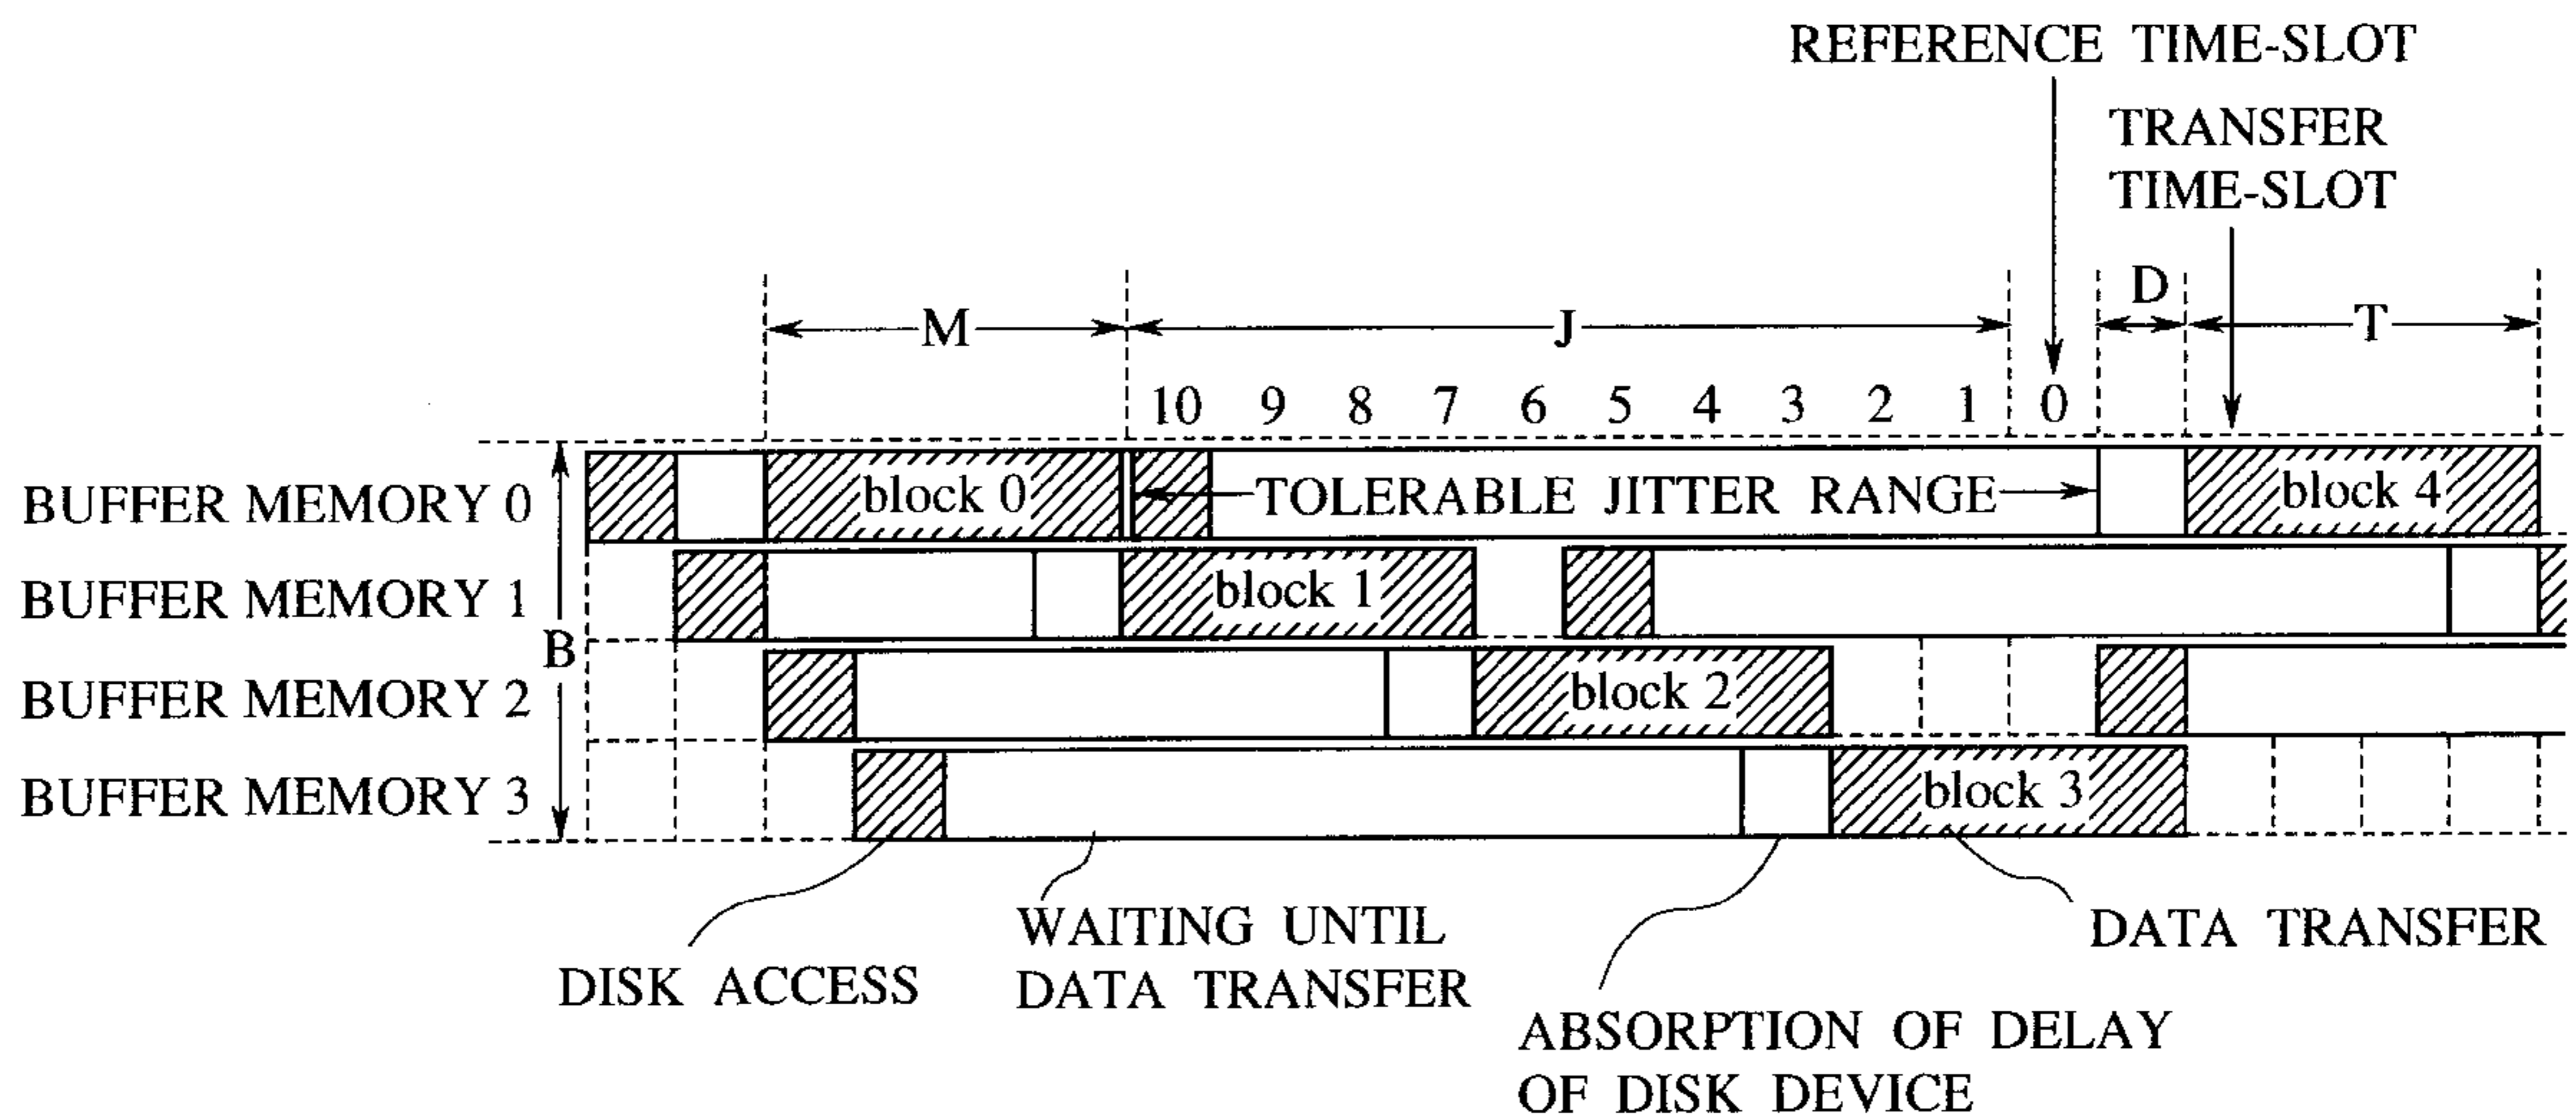 REFERENCE TIME-SLOT
TRANSFER
TIME-SLOT
M
J
D
T
10 9 8 7 6 5 4 3 2 1 0
BUFFER MEMORY 0
block 0
TOLERABLE JITTER RANGE
block 4
BUFFER MEMORY 1
block 1
B
BUFFER MEMORY 2
block 2
BUFFER MEMORY 3
block 3
DISK ACCESS
WAITING UNTIL
DATA TRANSFER
ABSORPTION OF DELAY
OF DISK DEVICE
DATA TRANSFER